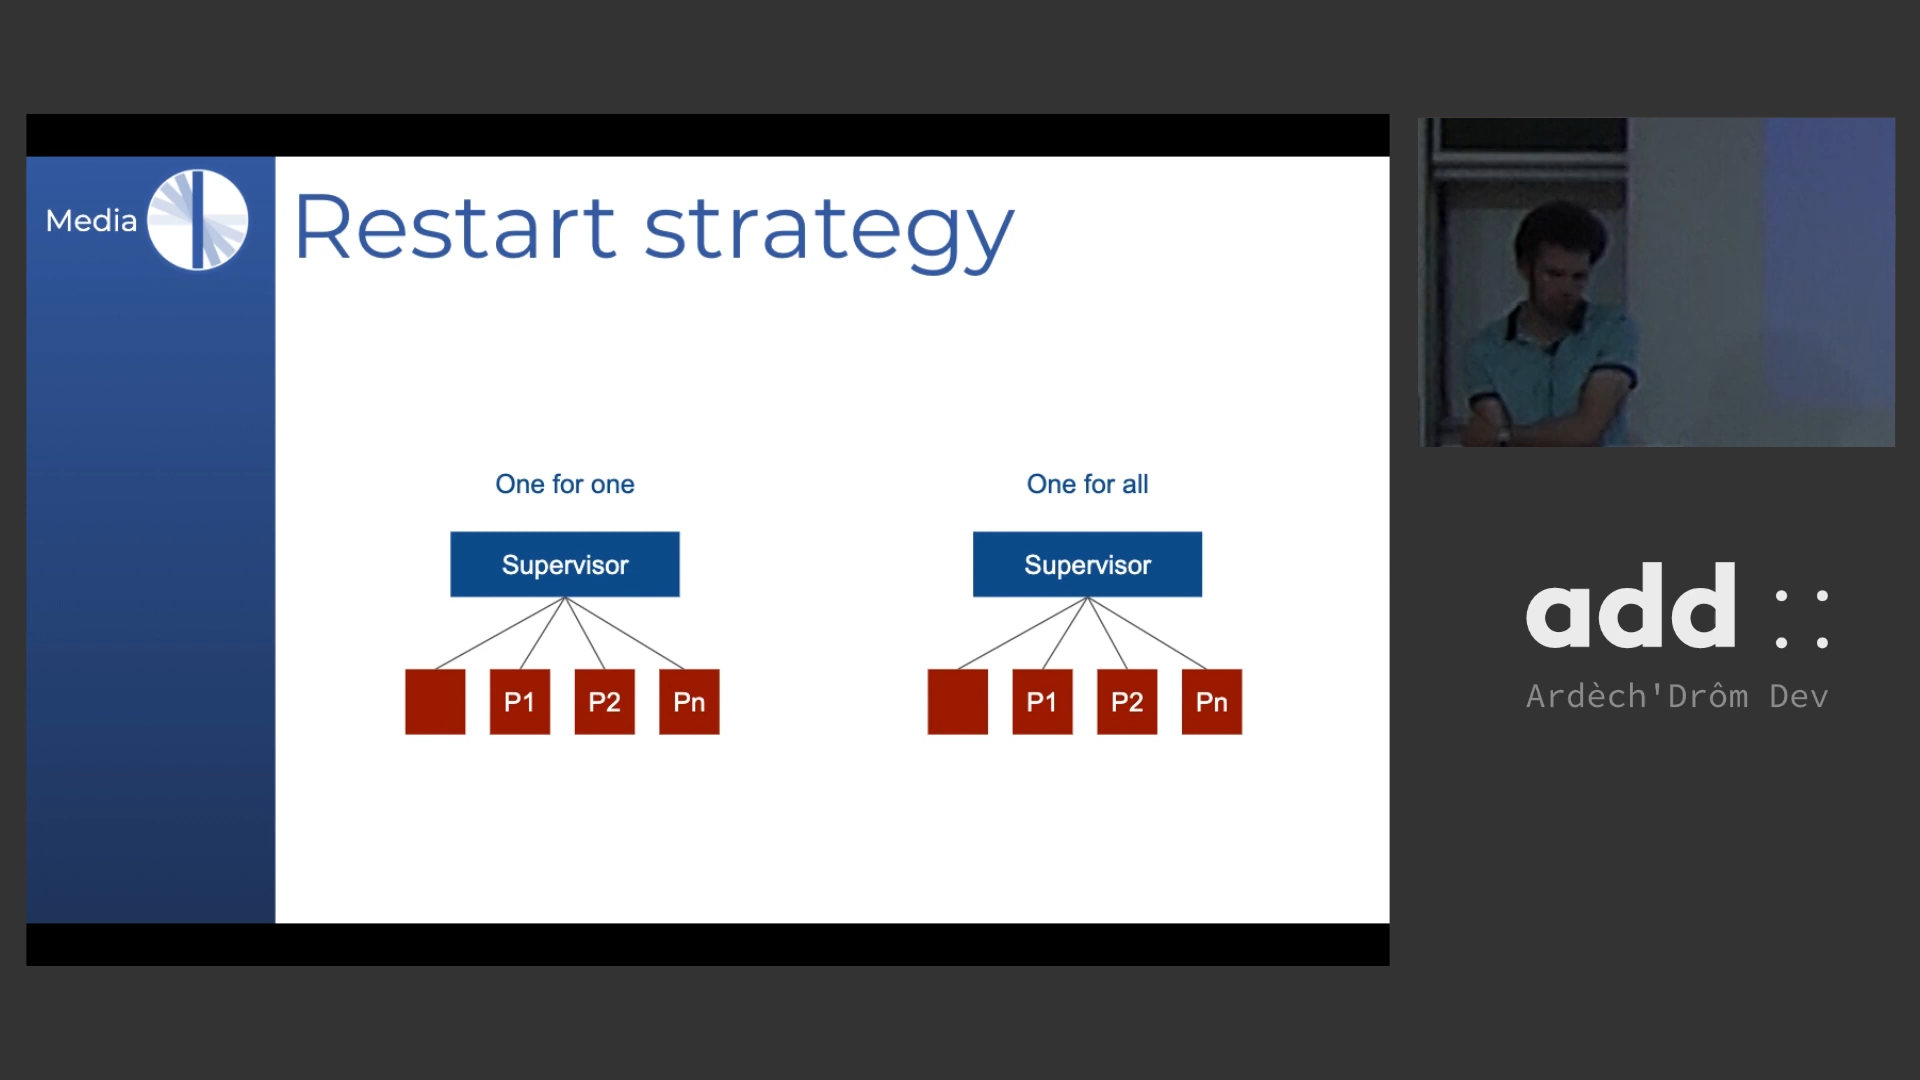 Media
Restart strategy
One for one
Supervisor
P1 P2 Pn
One for all
Supervisor
P1 P2 Pn
add
Ardèch'Drôm Dev